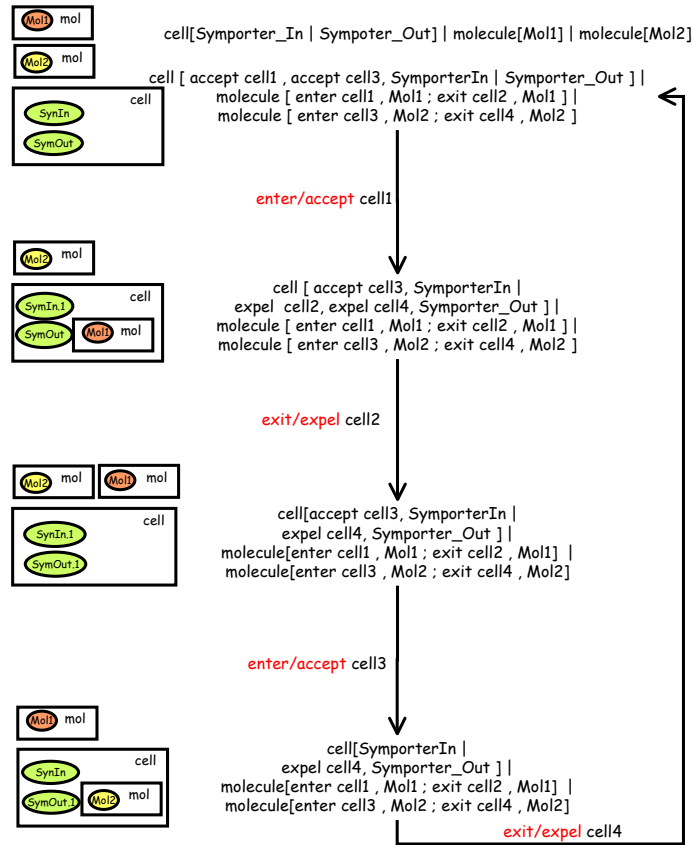 Mol1 mol
cell[Symporter_In | Sympoter_Out] | molecule[Mol1] | molecule[Mol2]
Mol2 mol
cell [ accept cell1 , accept cell3, SymporterIn | Symporter_Out ] |
molecule [ enter cell1 , Mol1 ; exit cell2 , Mol1 ] |
molecule [ enter cell3 , Mol2 ; exit cell4 , Mol2 ]
cell
SynIn
SymOut
enter/accept cell1
Mol2 mol
cell
SymIn.1
SymOut
Mol1 mol
cell [ accept cell3, SymporterIn |
expel cell2, expel cell4, Symporter_Out ] |
molecule [ enter cell1 , Mol1 ; exit cell2 , Mol1 ] |
molecule [ enter cell3 , Mol2 ; exit cell4 , Mol2 ]
exit/expel cell2
Mol2 mol
Mol1 mol
cell
SynIn.1
SymOut.1
cell[accept cell3, SymporterIn |
expel cell4, Symporter_Out ] |
molecule[enter cell1 , Mol1 ; exit cell2 , Mol1] |
molecule[enter cell3 , Mol2 ; exit cell4 , Mol2]
enter/accept cell3
Mol1 mol
cell
SynIn
SymOut.1
Mol2 mol
cell[SymporterIn |
expel cell4, Symporter_Out ] |
molecule[enter cell1 , Mol1 ; exit cell2 , Mol1] |
molecule[enter cell3 , Mol2 ; exit cell4 , Mol2]
exit/expel cell4